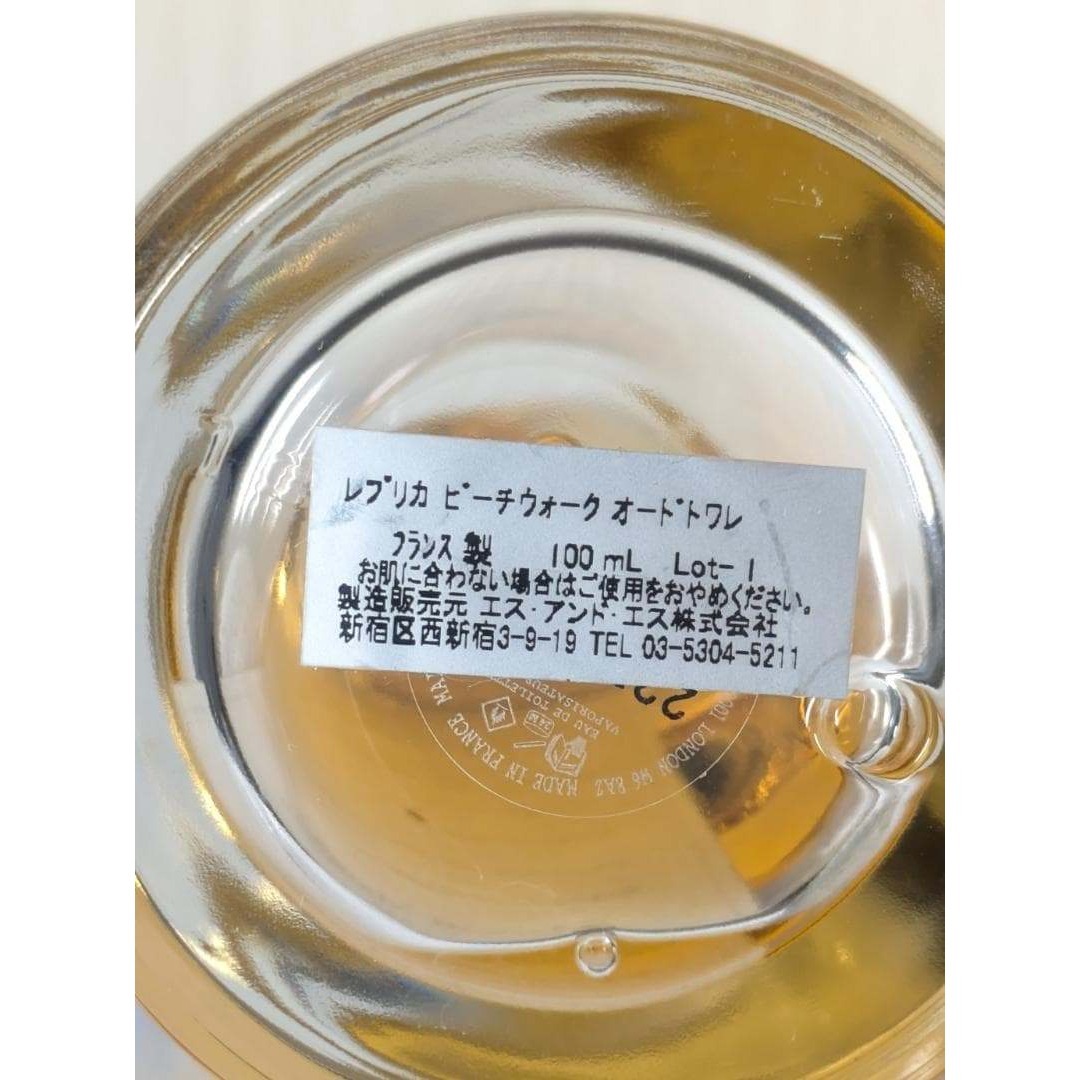 レプリカ ビーチウォーク オードトワレ
フランス製 100 mL Lot-1
お肌に合わない場合はご使用をおやめください。
製造販売元 エス・アンド・エス株式会社
新宿区西新宿3-9-19 TEL 03-5304-5211
LONDON W6 8AZ MADE IN FRANCE
EAU DE TOILETTE
VAPORISATEUR
24M